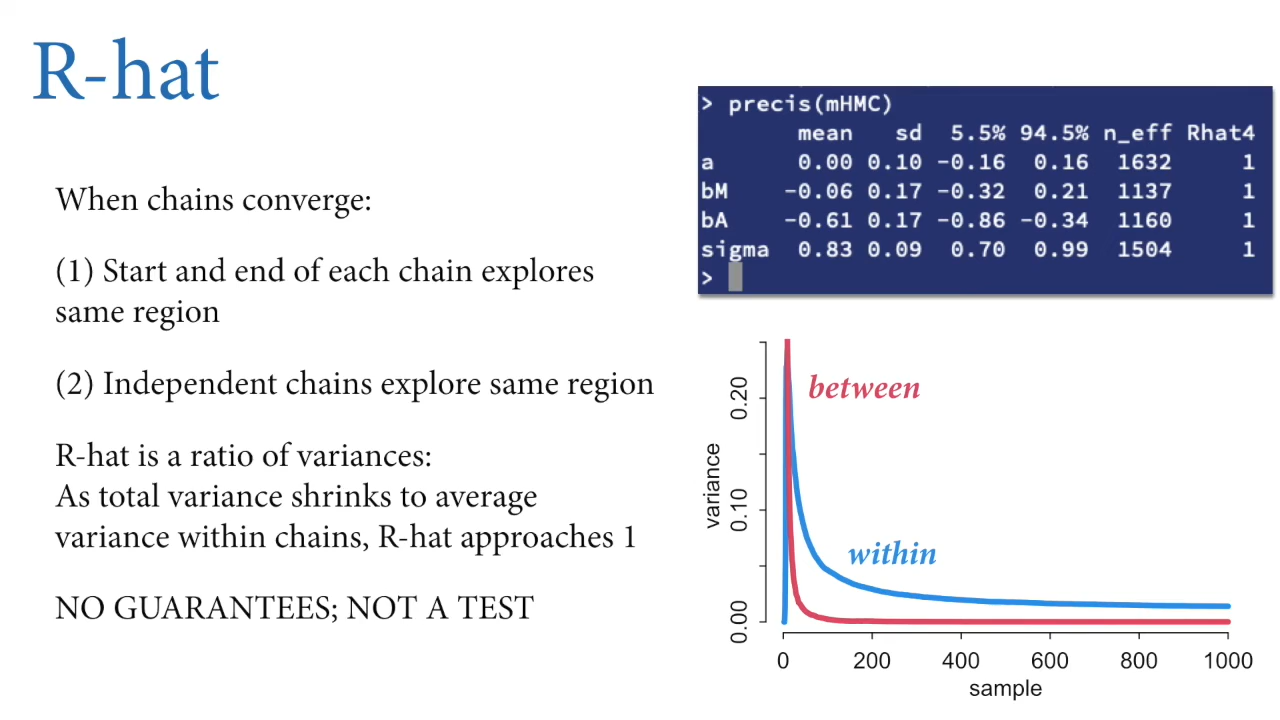 R-hat
When chains converge:
(1) Start and end of each chain explores
same region
(2) Independent chains explore same region
R-hat is a ratio of variances:
As total variance shrinks to average
variance within chains, R-hat approaches 1
NO GUARANTEES; NOT A TEST
> precis(mHMC)
mean sd 5.5% 94.5% n_eff Rhat4
a 0.00 0.10 -0.16 0.16 1632 1
bM -0.06 0.17 -0.32 0.21 1137 1
bA -0.61 0.17 -0.86 -0.34 1160 1
sigma 0.83 0.09 0.70 0.99 1504 1
>
between
within
variance
0.20
0.10
0.00
0 200 400 600 800 1000
sample